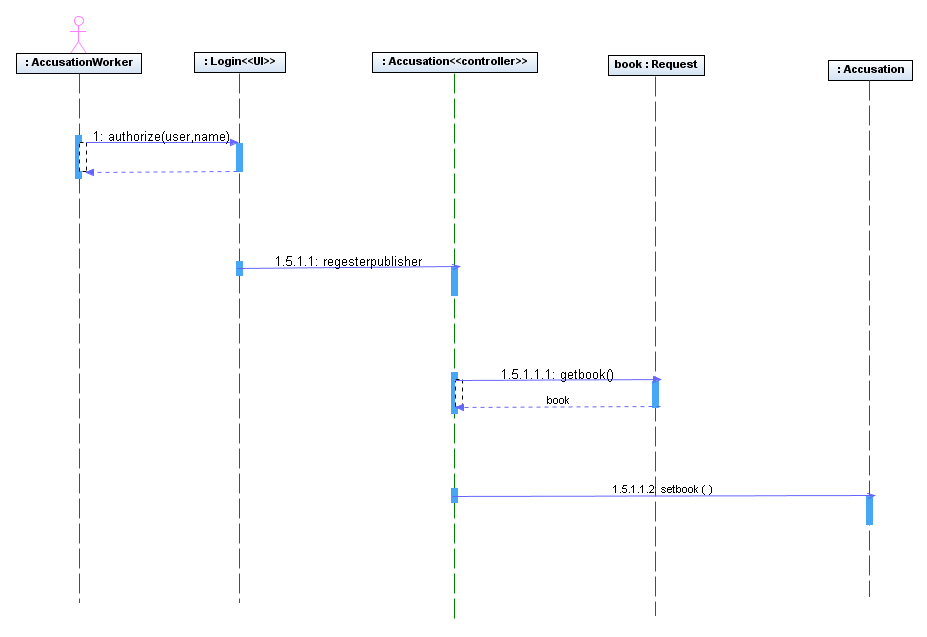 : AccusationWorker
: Login<<UI>>
: Accusation<<controller>>
book : Request
: Accusation
1: authorize(user,name)
1.5.1.1: regesterpublisher
1.5.1.1.1: getbook()
book
1.5.1.1.2: setbook ( )